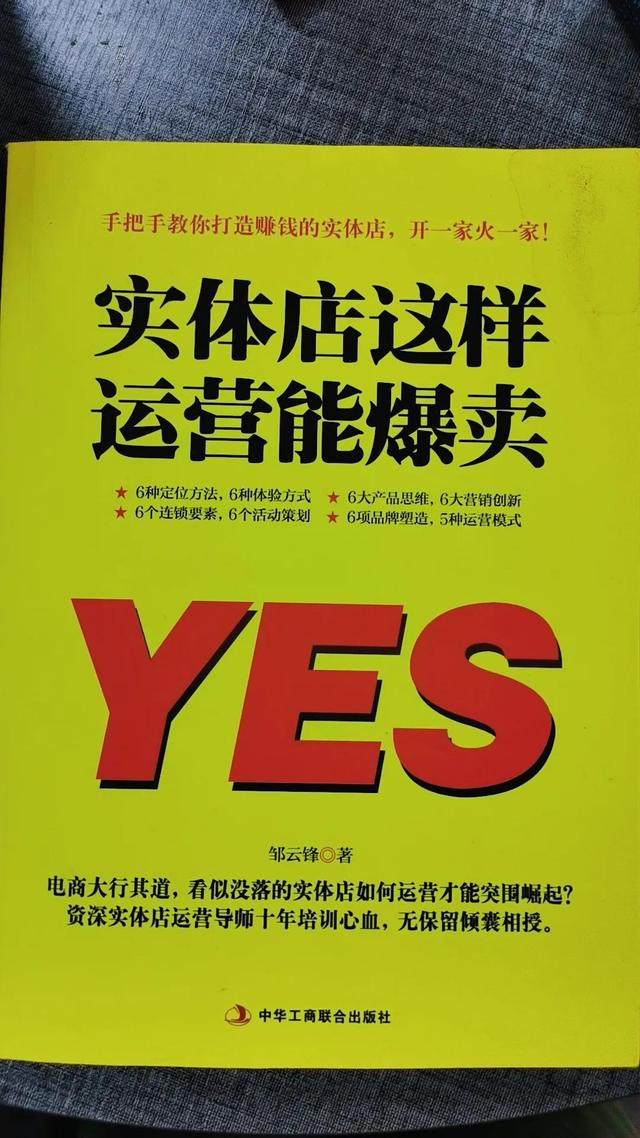 手把手教你打造赚钱的实体店，开一家火一家！
实体店这样
运营能爆卖
★ 6种定位方法，6种体验方式 ★ 6大产品思维，6大营销创新
★ 6个连锁要素，6个活动策划 ★ 6项品牌塑造，5种运营模式
YES
邹云锋◎著
电商大行其道，看似没落的实体店如何运营才能突围崛起？
资深实体店运营导师十年培训心血，无保留倾囊相授。
中华工商联合出版社